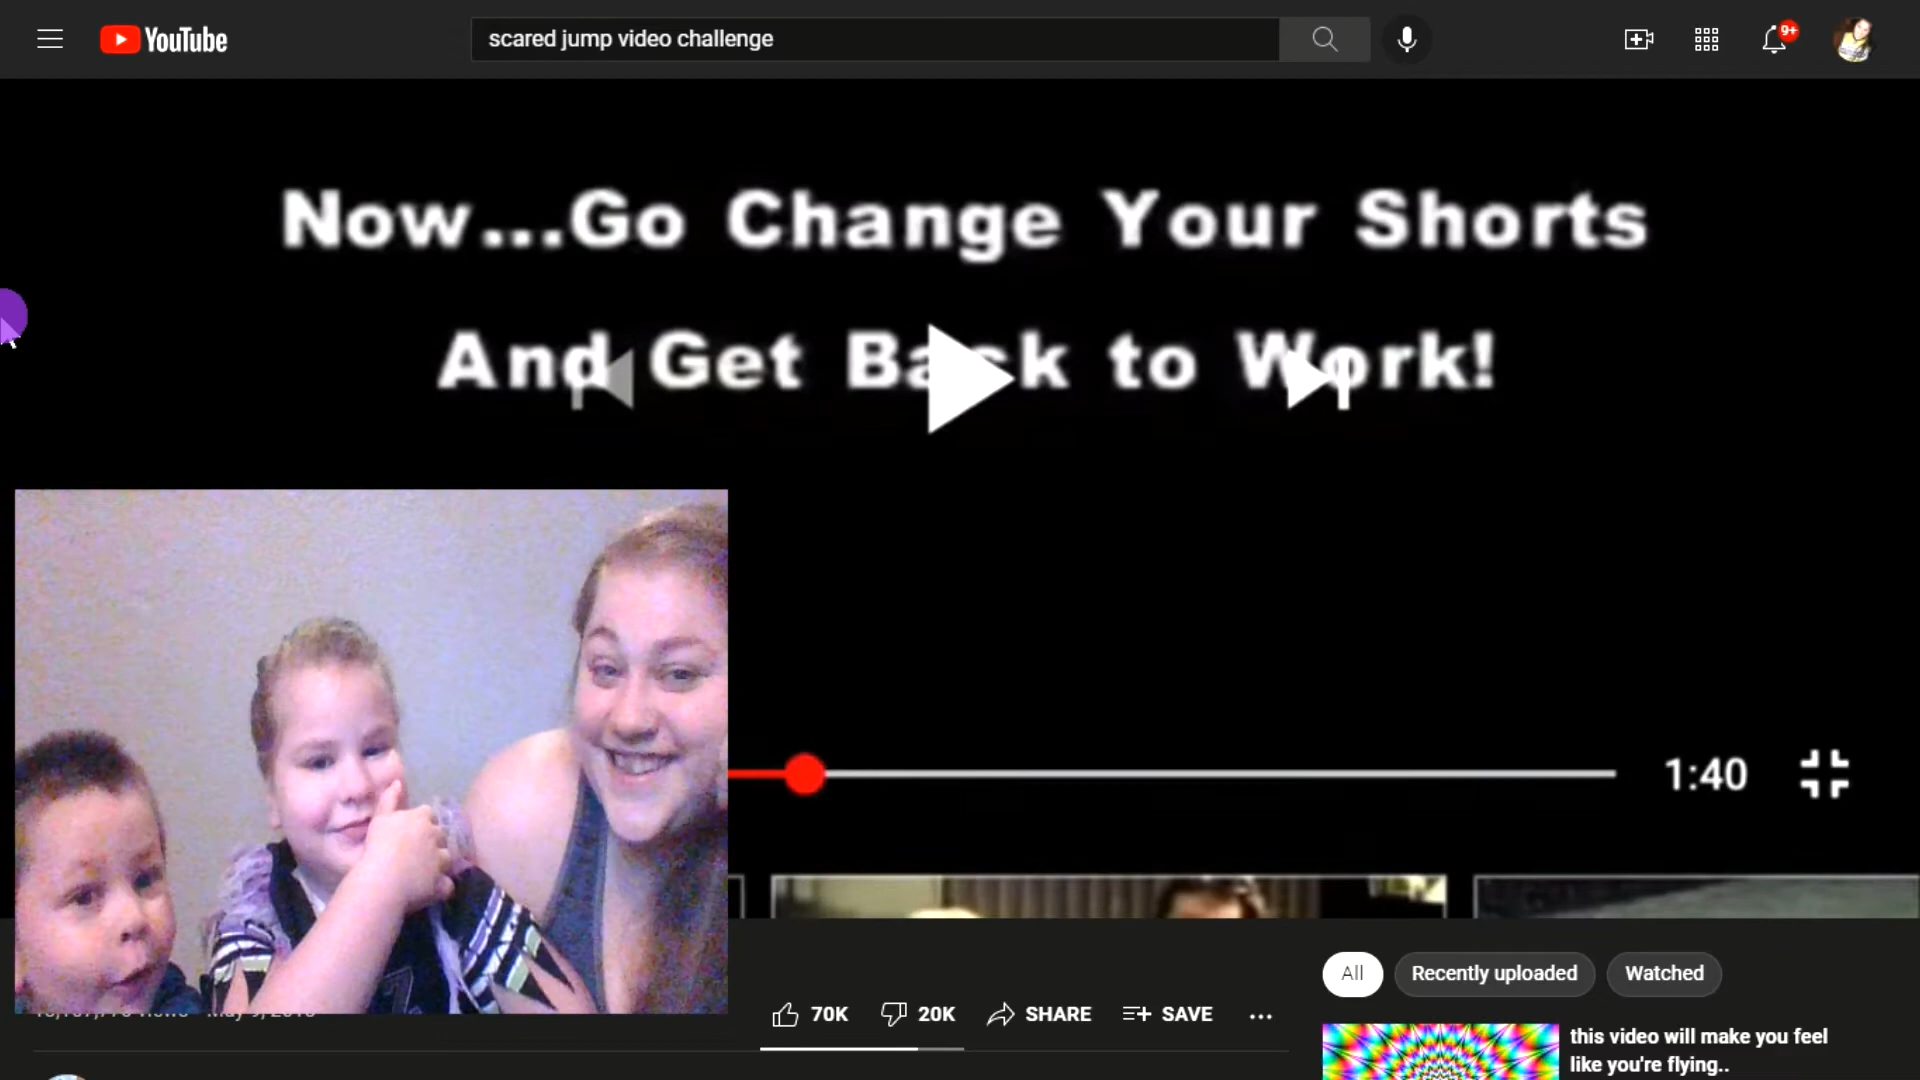 YouTube
scared jump video challenge
9+
Now...Go Change Your Shorts
And Get Back to Work!
1:40
All
Recently uploaded
Watched
70K
20K
SHARE
SAVE
this video will make you feel
like you're flying..